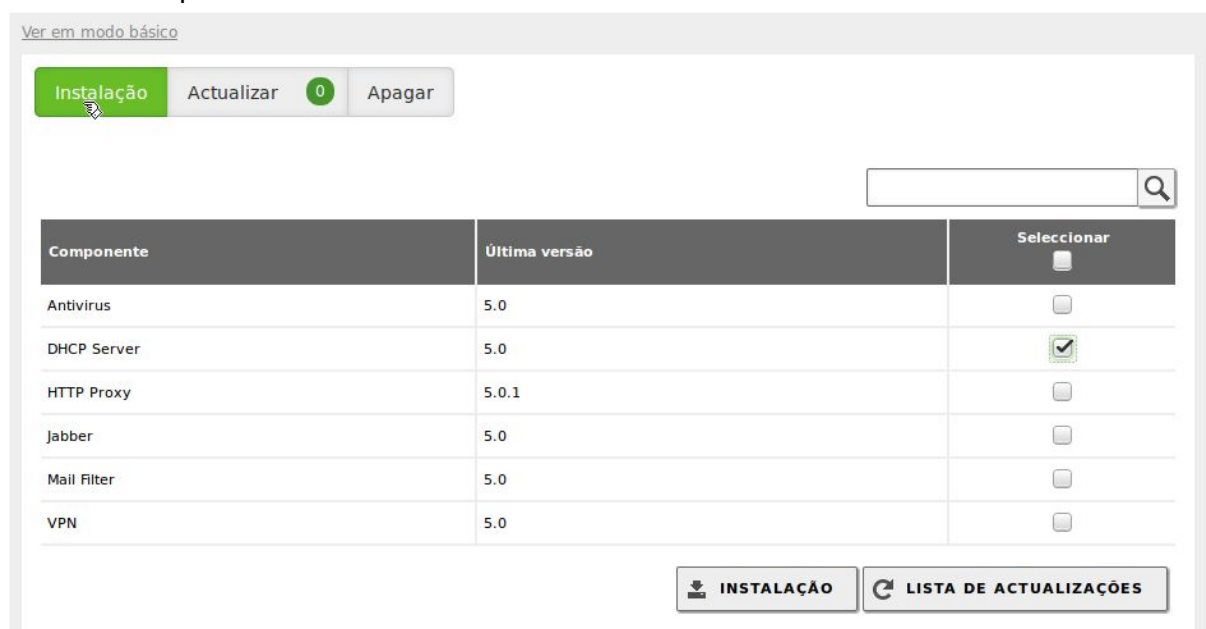 Ver em modo básico
Instalação Actualizar 0 Apagar
Componente Última versão Seleccionar
Antivirus 5.0
DHCP Server 5.0
HTTP Proxy 5.0.1
Jabber 5.0
Mail Filter 5.0
VPN 5.0
INSTALAÇÃO LISTA DE ACTUALIZAÇÕES